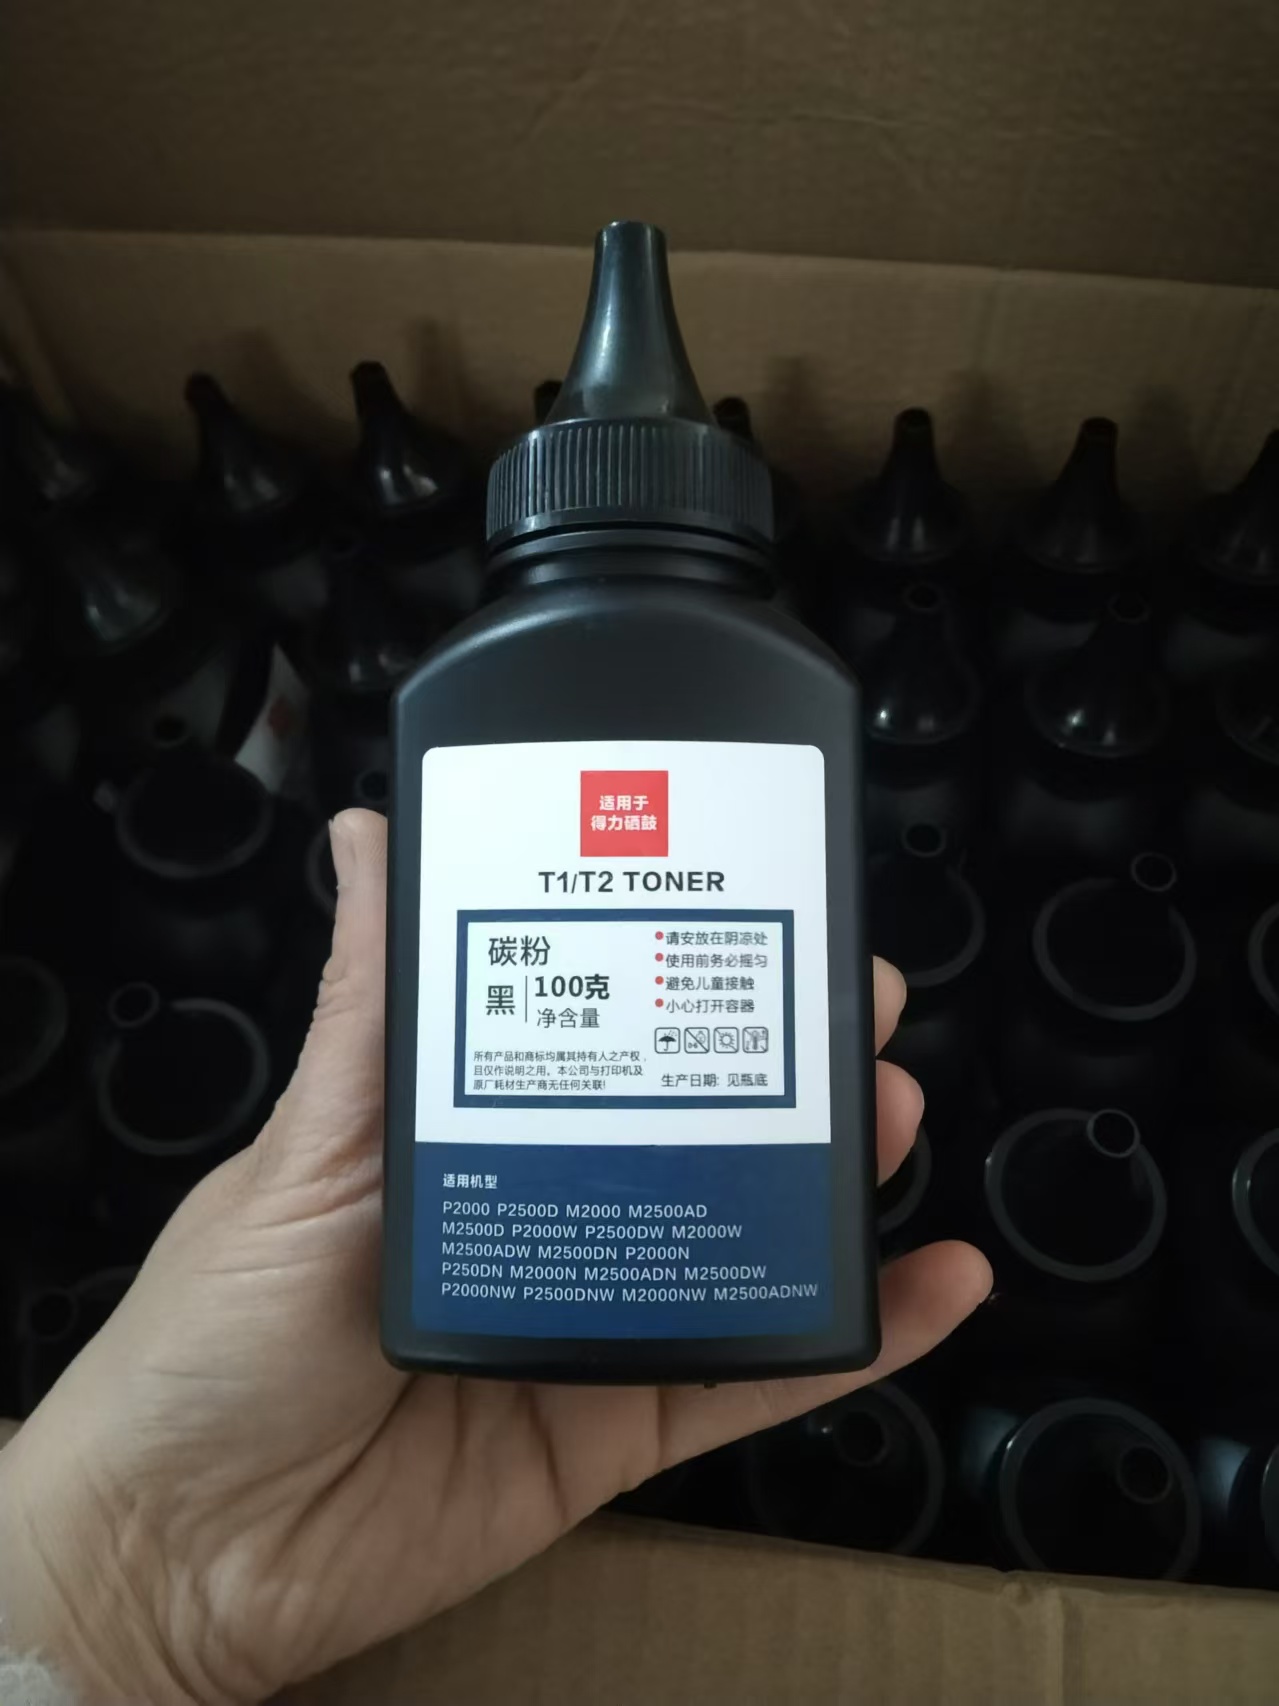 适用于
得力硒鼓
T1/T2 TONER
碳粉
黑
100克
净含量
●请安放在阴凉处
●使用前务必摇匀
●避免儿童接触
●小心打开容器
所有产品和商标均属其持有人之产权，
且仅作说明之用。本公司与打印机及
原厂耗材生产商无任何关联!
生产日期: 见瓶底
适用机型
P2000 P2500D M2000 M2500AD
M2500D P2000W P2500DW M2000W
M2500ADW M2500DN P2000N
P250DN M2000N M2500ADN M2500DW
P2000NW P2500DNW M2000NW M2500ADNW